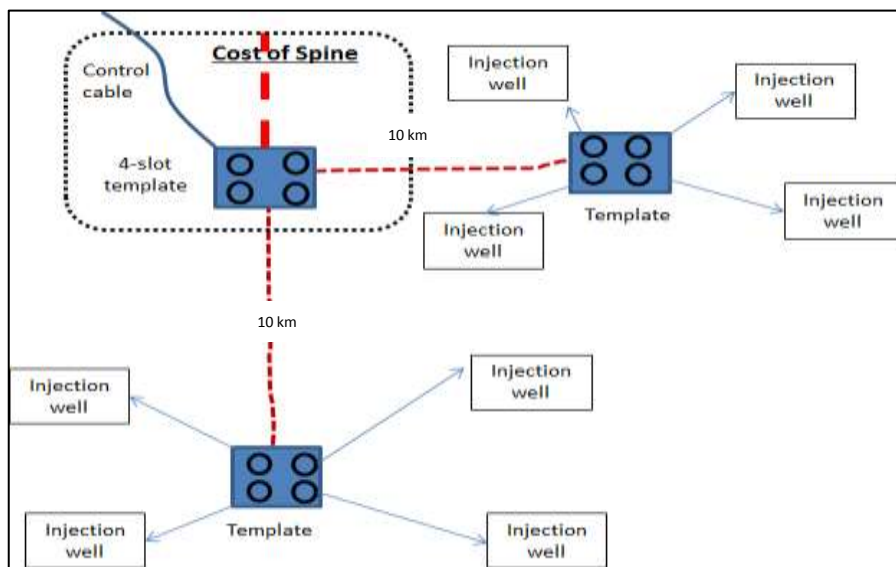 Cost of Spine
Control
cable
4-slot
template
10 km
Injection
well
Injection
well
Injection
well
Injection
well
Template
10 km
Injection
well
Injection
well
Injection
well
Injection
well
Template